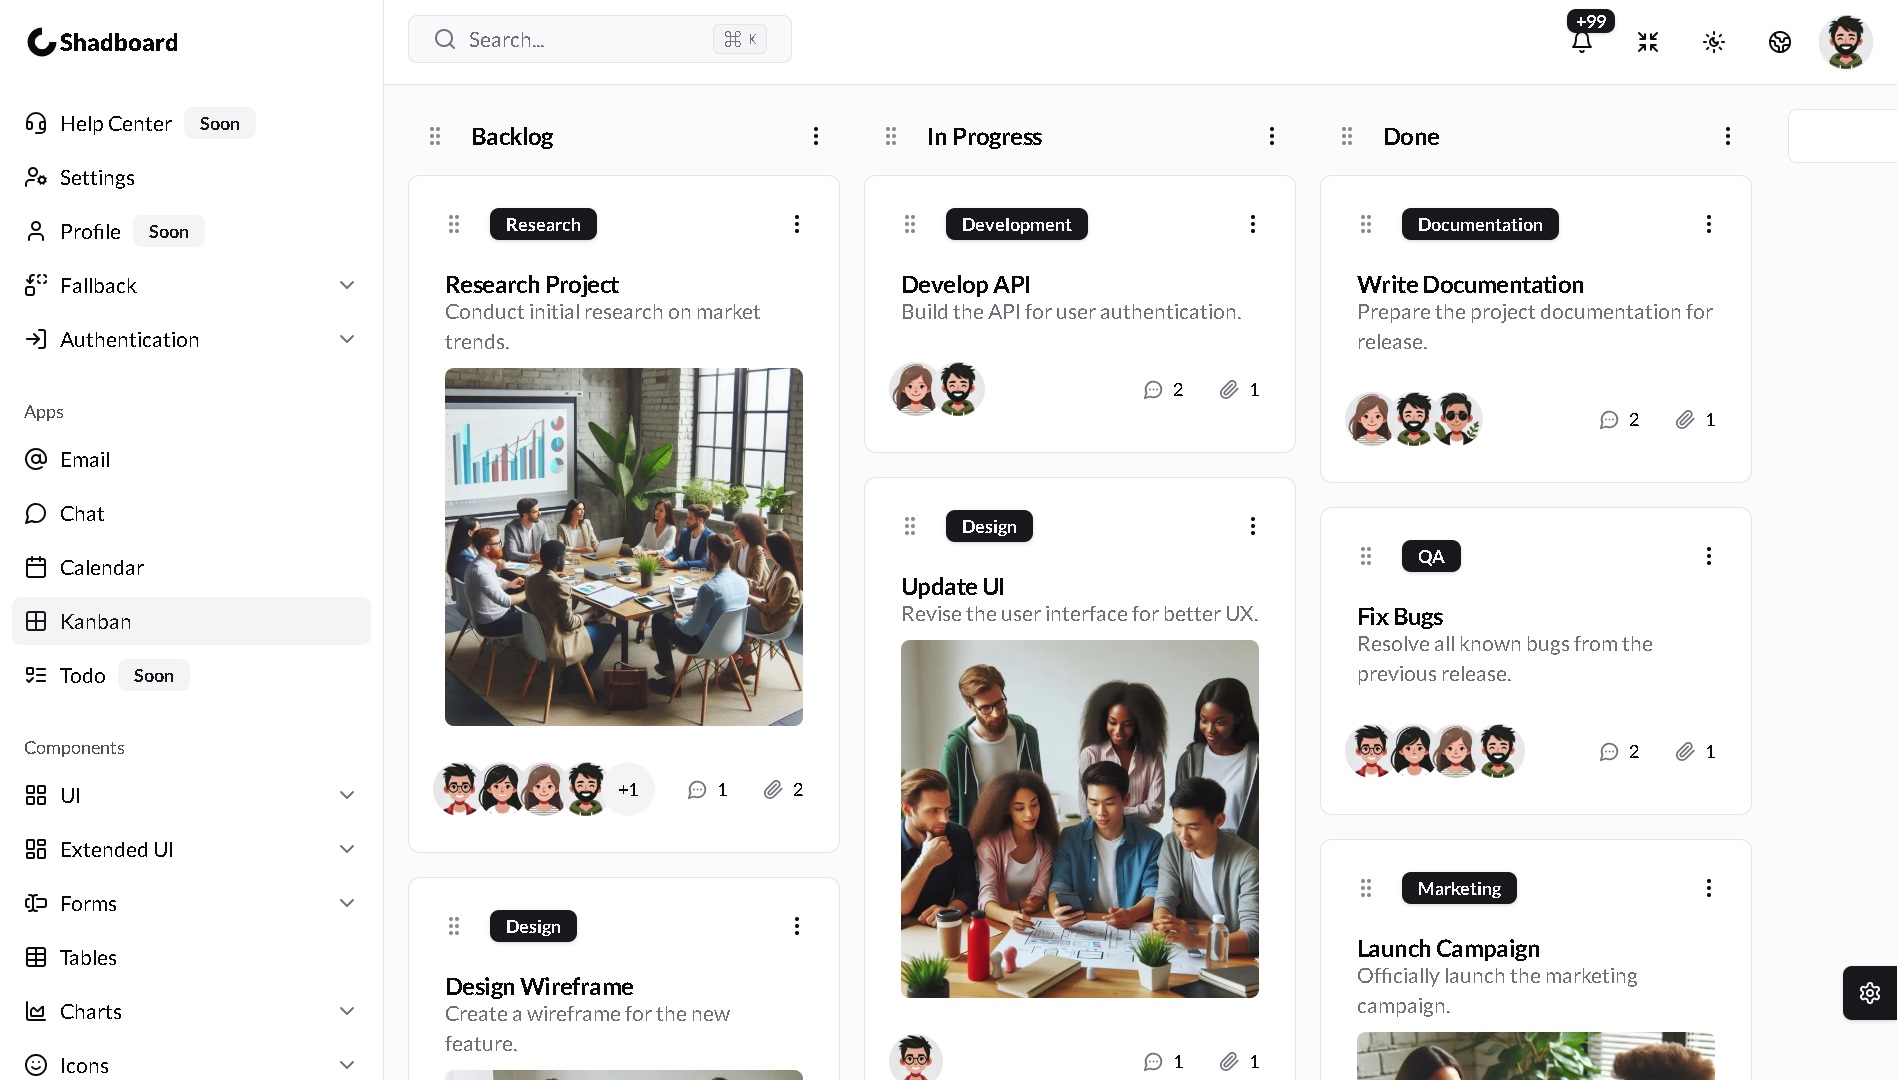 Shadboard
Help Center Soon
Settings
Profile Soon
Fallback
Authentication
Apps
Email
Chat
Calendar
Kanban
Todo Soon
Components
UI
Extended UI
Forms
Tables
Charts
Icons
Search... ⌘ K
+99
Backlog
Research
Research Project
Conduct initial research on market
trends.
+1 1 2
Design
Design Wireframe
Create a wireframe for the new
feature.
In Progress
Development
Develop API
Build the API for user authentication.
2 1
Design
Update UI
Revise the user interface for better UX.
1 1
Done
Documentation
Write Documentation
Prepare the project documentation for
release.
2 1
QA
Fix Bugs
Resolve all known bugs from the
previous release.
2 1
Marketing
Launch Campaign
Officially launch the marketing
campaign.